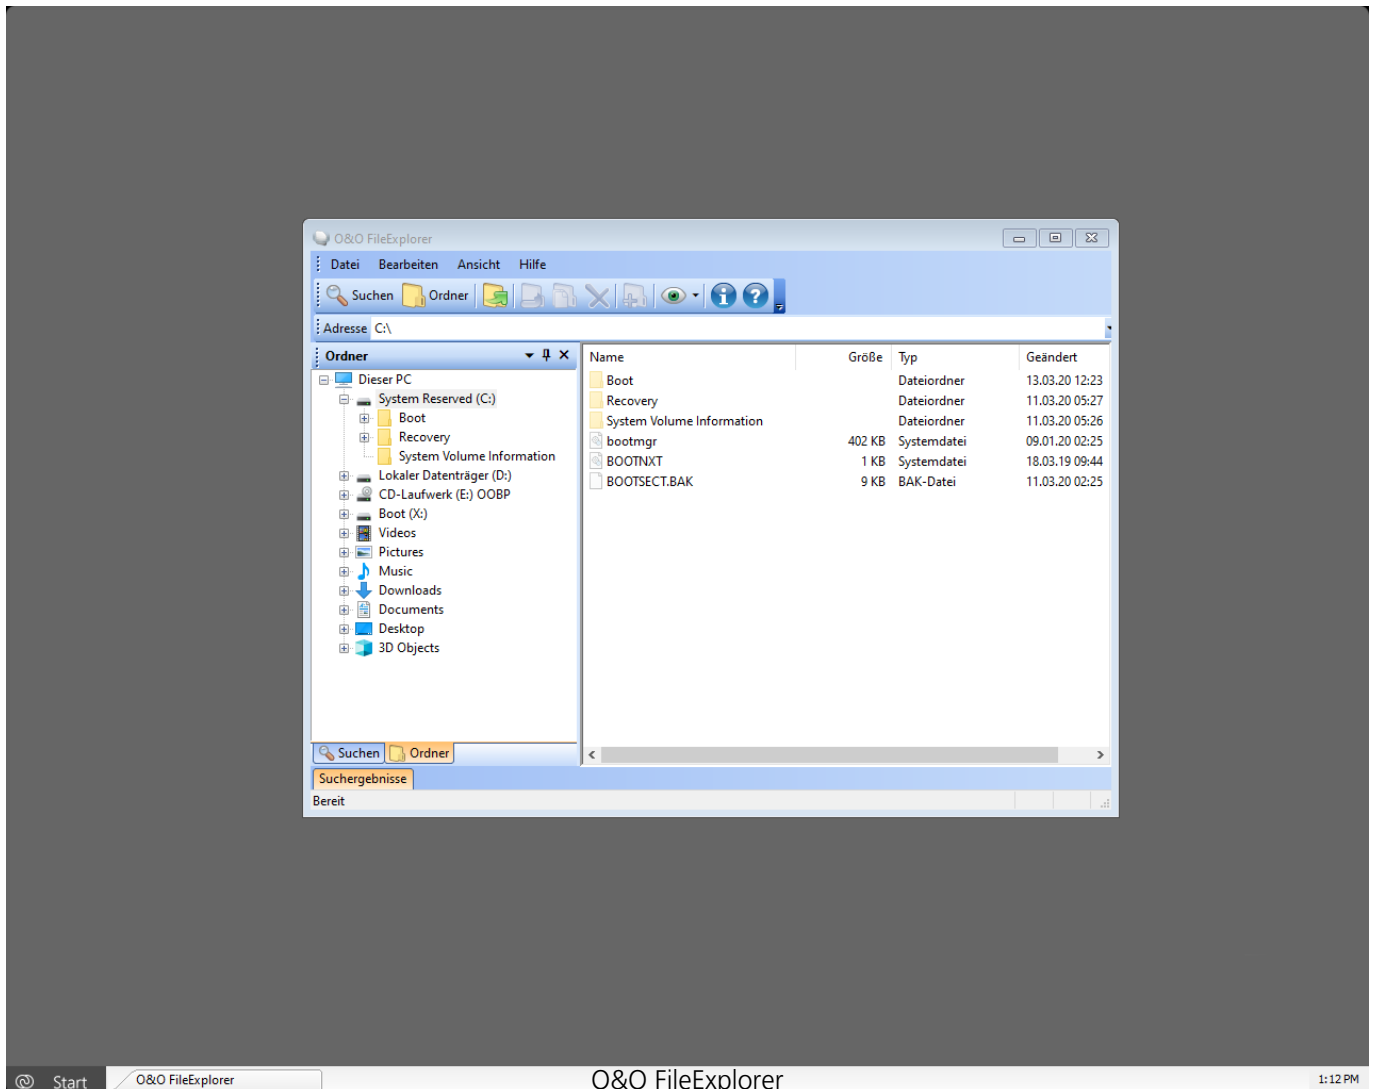 O&O FileExplorer
Datei Bearbeiten Ansicht Hilfe
Suchen Ordner
Adresse C:\
Ordner
Name Größe Typ Geändert
Dieser PC
System Reserved (C:)
Boot
Recovery
System Volume Information
Lokaler Datenträger (D:)
CD-Laufwerk (E:) OOBP
Boot (X:)
Videos
Pictures
Music
Downloads
Documents
Desktop
3D Objects
Boot Dateiordner 13.03.20 12:23
Recovery Dateiordner 11.03.20 05:27
System Volume Information Dateiordner 11.03.20 05:26
bootmgr 402 KB Systemdatei 09.01.20 02:25
BOOTNXT 1 KB Systemdatei 18.03.19 09:44
BOOTSECT.BAK 9 KB BAK-Datei 11.03.20 02:25
Suchen Ordner
Suchergebnisse
Bereit
Start O&O FileExplorer O&O FileExplorer 1:12 PM